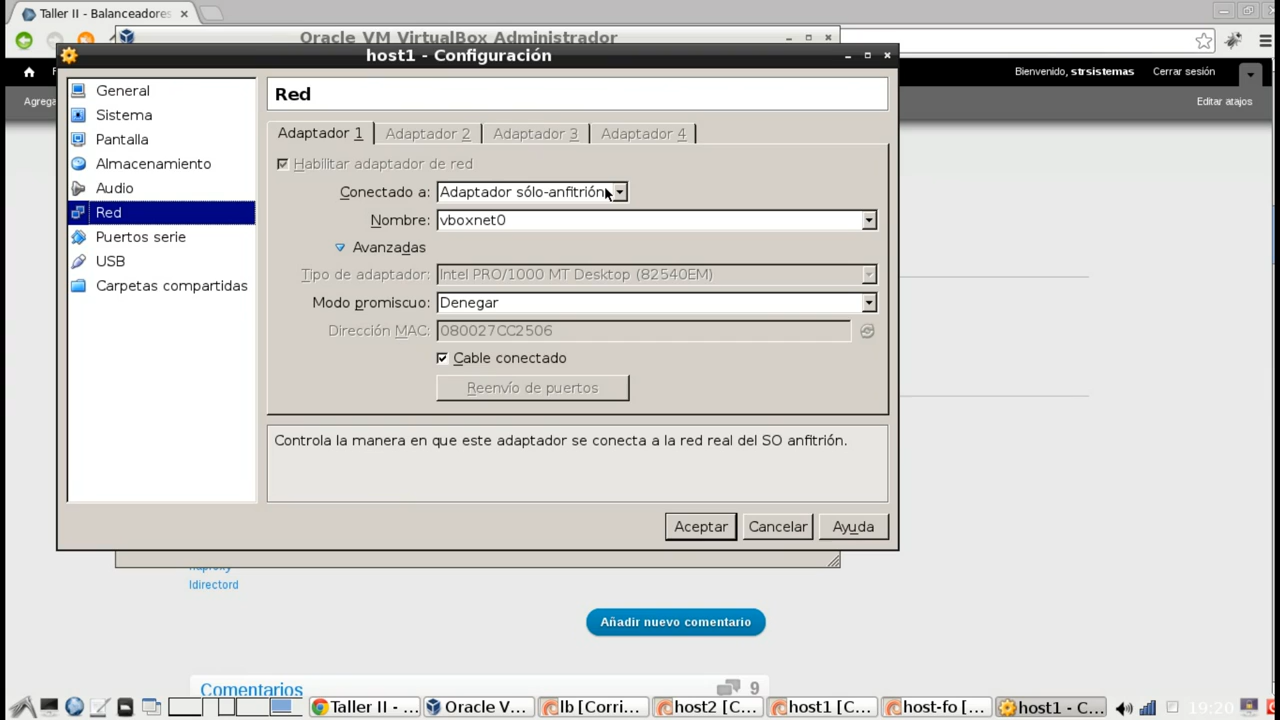 Taller II - Balanceadores
Oracle VM VirtualBox Administrador
host1 - Configuración
Bienvenido, strsistemas
Cerrar sesión
Agrega
Editar atajos
General
Sistema
Pantalla
Almacenamiento
Audio
Red
Puertos serie
USB
Carpetas compartidas
Red
Adaptador 1
Adaptador 2
Adaptador 3
Adaptador 4
Habilitar adaptador de red
Conectado a: Adaptador sólo-anfitrión
Nombre: vboxnet0
Avanzadas
Tipo de adaptador: Intel PRO/1000 MT Desktop (82540EM)
Modo promiscuo: Denegar
Dirección MAC: 080027CC2506
Cable conectado
Reenvío de puertos
Controla la manera en que este adaptador se conecta a la red real del SO anfitrión.
Aceptar
Cancelar
Ayuda
ldirectord
Añadir nuevo comentario
Comentarios
9
Taller II - ...
Oracle V...
lb [Corri...
host2 [C...
host1 [C...
host-fo [...
host1 - C...
19:20